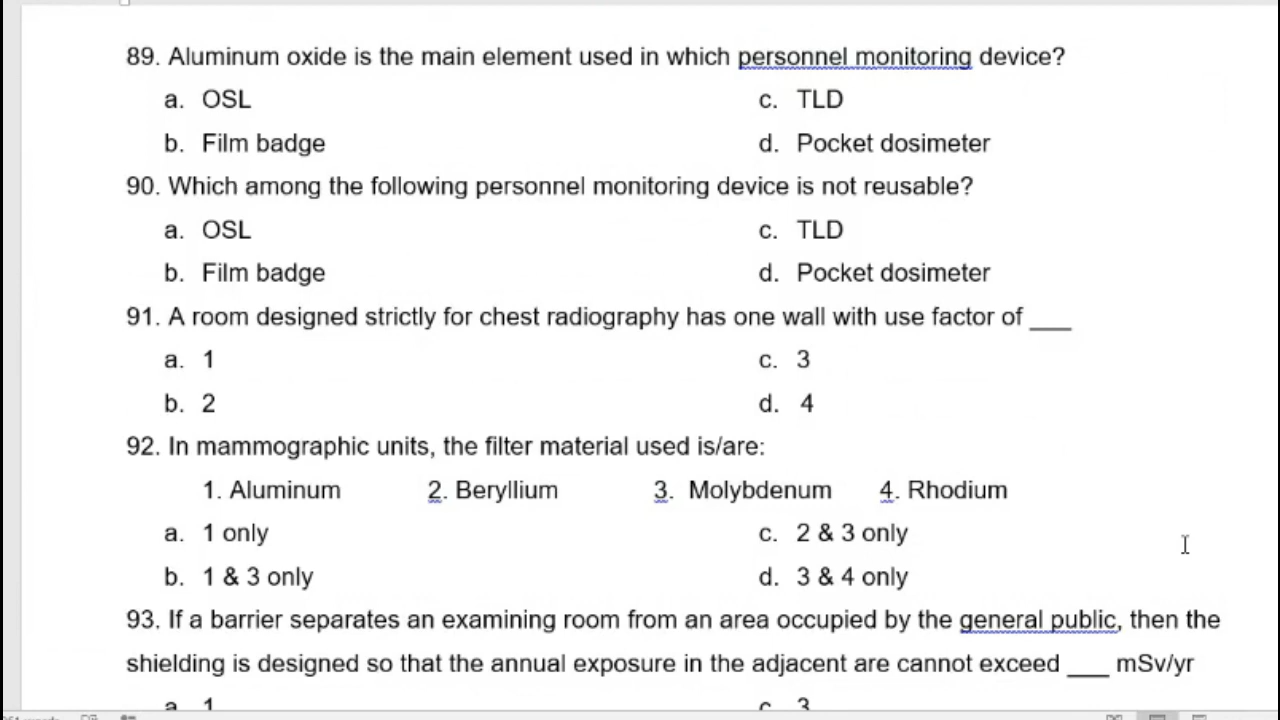 89. Aluminum oxide is the main element used in which personnel monitoring device?
a. OSL c. TLD
b. Film badge d. Pocket dosimeter
90. Which among the following personnel monitoring device is not reusable?
a. OSL c. TLD
b. Film badge d. Pocket dosimeter
91. A room designed strictly for chest radiography has one wall with use factor of ___
a. 1 c. 3
b. 2 d. 4
92. In mammographic units, the filter material used is/are:
1. Aluminum 2. Beryllium 3. Molybdenum 4. Rhodium
a. 1 only c. 2 & 3 only
b. 1 & 3 only d. 3 & 4 only
93. If a barrier separates an examining room from an area occupied by the general public, then the
shielding is designed so that the annual exposure in the adjacent are cannot exceed ___ mSv/yr
a. 1 c. 3